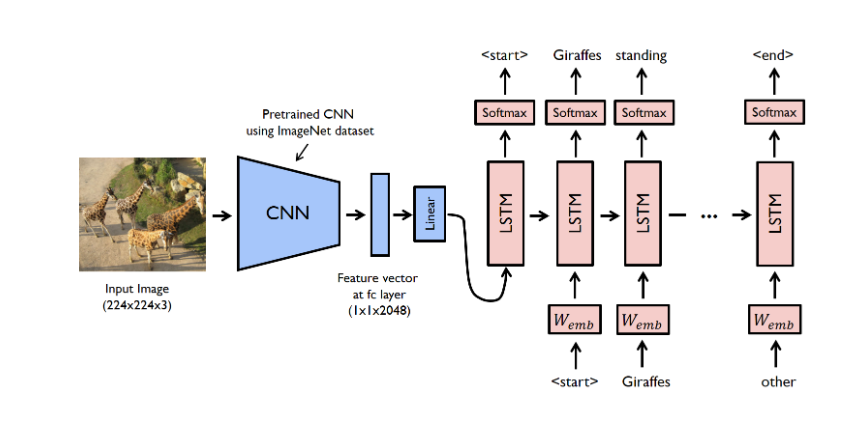 <start> Giraffes standing <end>
Softmax Softmax Softmax Softmax
Pretrained CNN
using ImageNet dataset
CNN
Linear
LSTM LSTM LSTM ... LSTM
Input Image
(224x224x3)
Feature vector
at fc layer
(1x1x2048)
W_emb W_emb W_emb
<start> Giraffes other